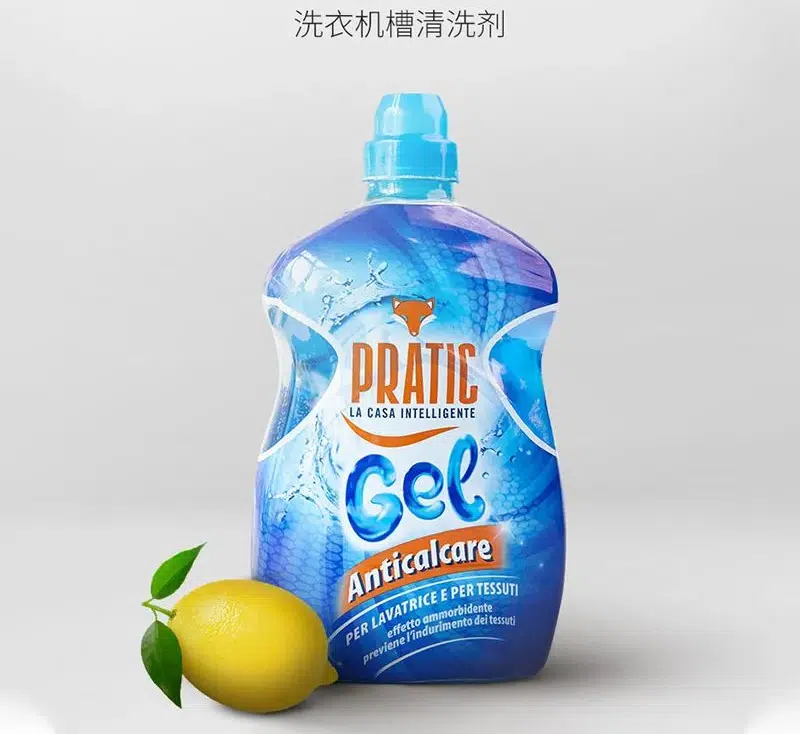 洗衣机槽清洗剂
PRATIC
LA CASA INTELLIGENTE
Gel
Anticalcare
PER LAVATRICE E PER TESSUTI
effetto ammorbidente
previene l'indurimento dei tessuti